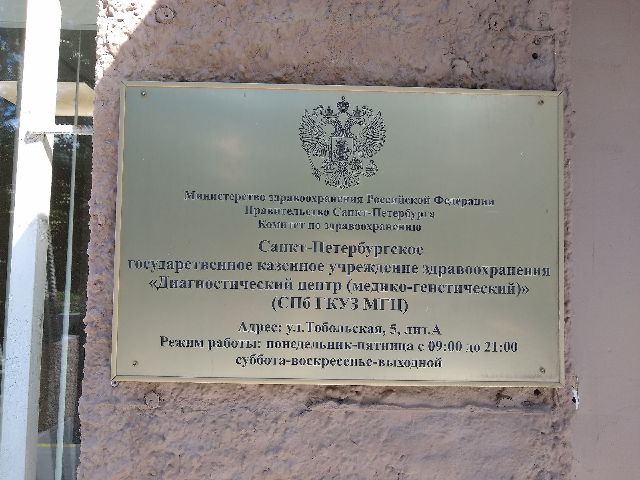 Министерство здравоохранения Российской Федерации
Правительство Санкт-Петербурга
Комитет по здравоохранению
Санкт-Петербургское
государственное казенное учреждение здравоохранения
«Диагностический центр (медико-генетический)»
(СПб ГКУЗ МГЦ)
Адрес: ул.Тобольская, 5, лит.А
Режим работы: понедельник-пятница с 09:00 до 21:00
суббота-воскресенье-выходной